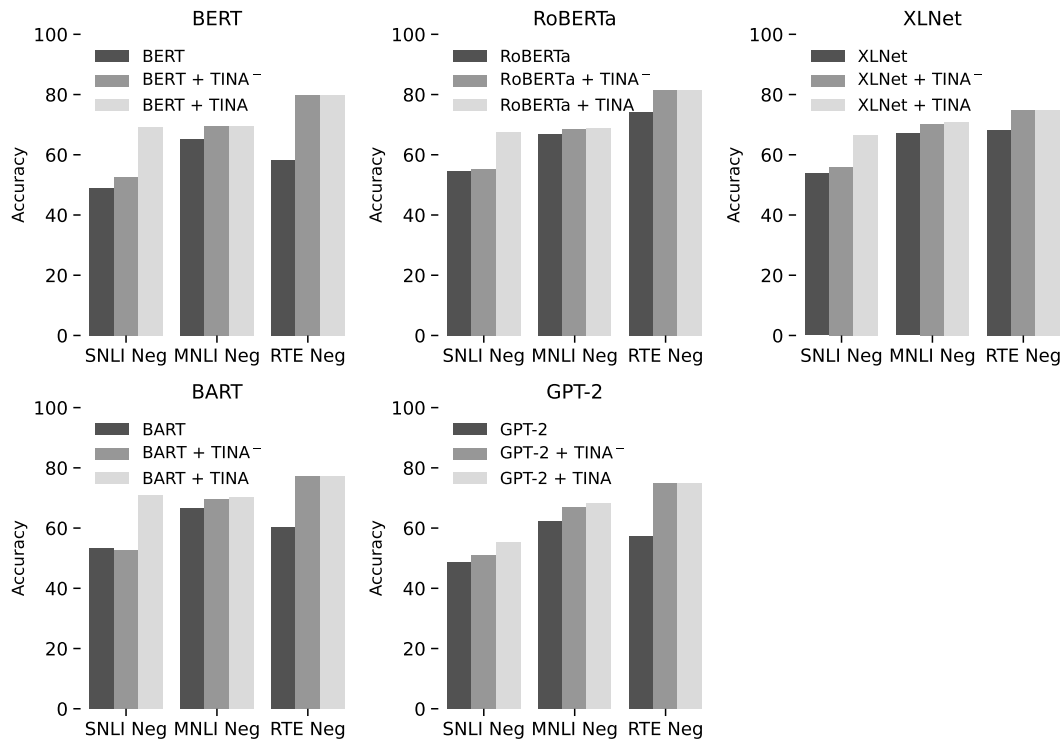 BERT
100
80
60
40
20
0
Accuracy
BERT
BERT + TINA⁻
BERT + TINA
SNLI Neg MNLI Neg RTE Neg
RoBERTa
100
80
60
40
20
0
Accuracy
RoBERTa
RoBERTa + TINA⁻
RoBERTa + TINA
SNLI Neg MNLI Neg RTE Neg
XLNet
100
80
60
40
20
0
Accuracy
XLNet
XLNet + TINA⁻
XLNet + TINA
SNLI Neg MNLI Neg RTE Neg
BART
100
80
60
40
20
0
Accuracy
BART
BART + TINA⁻
BART + TINA
SNLI Neg MNLI Neg RTE Neg
GPT-2
100
80
60
40
20
0
Accuracy
GPT-2
GPT-2 + TINA⁻
GPT-2 + TINA
SNLI Neg MNLI Neg RTE Neg